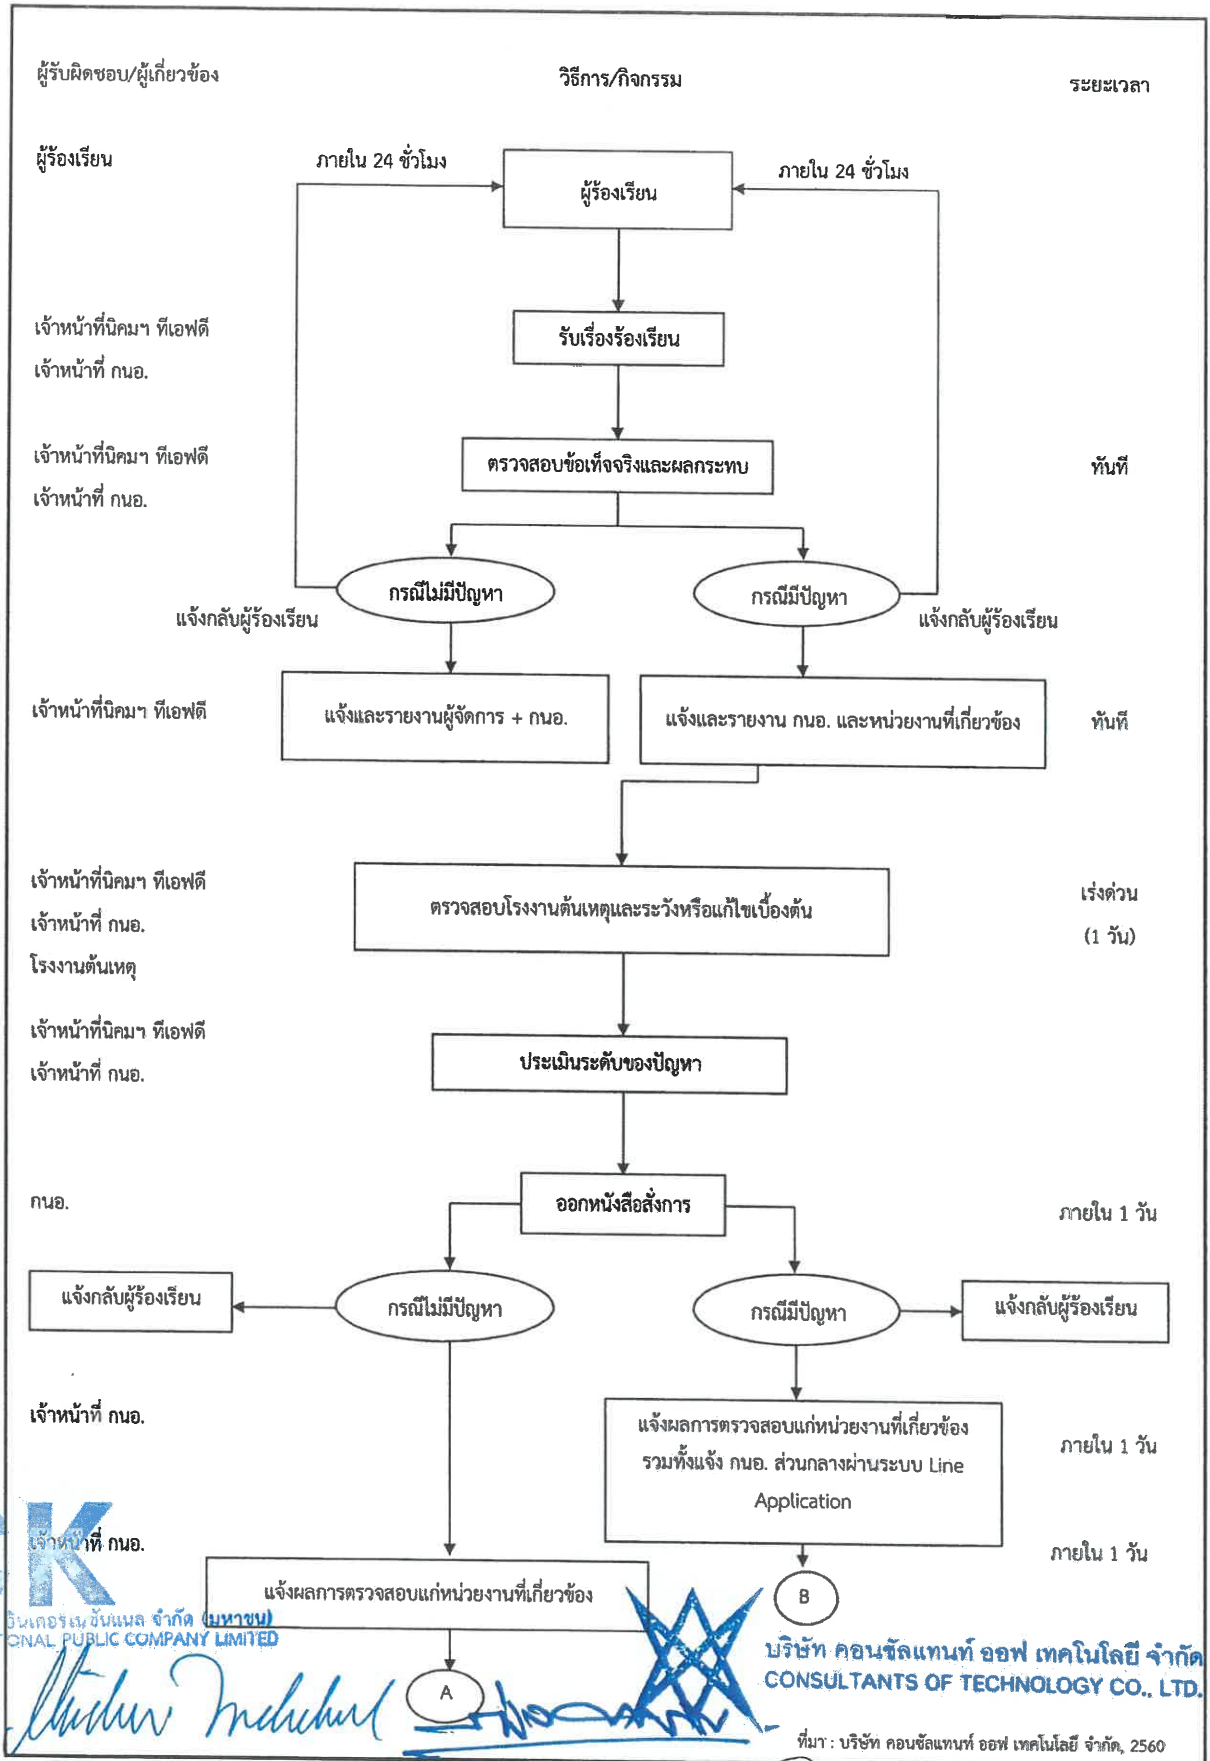 ผู้รับผิดชอบ/ผู้เกี่ยวข้อง
วิธีการ/กิจกรรม
ระยะเวลา
ผู้ร้องเรียน
ภายใน 24 ชั่วโมง
ผู้ร้องเรียน
ภายใน 24 ชั่วโมง
เจ้าหน้าที่นิคมฯ ทีเอฟดี
เจ้าหน้าที่ กนอ.
รับเรื่องร้องเรียน
เจ้าหน้าที่นิคมฯ ทีเอฟดี
เจ้าหน้าที่ กนอ.
ตรวจสอบข้อเท็จจริงและผลกระทบ
ทันที
กรณีไม่มีปัญหา
กรณีมีปัญหา
แจ้งกลับผู้ร้องเรียน
แจ้งกลับผู้ร้องเรียน
เจ้าหน้าที่นิคมฯ ทีเอฟดี
แจ้งและรายงานผู้จัดการ + กนอ.
แจ้งและรายงาน กนอ. และหน่วยงานที่เกี่ยวข้อง
ทันที
เจ้าหน้าที่นิคมฯ ทีเอฟดี
เจ้าหน้าที่ กนอ.
โรงงานต้นเหตุ
ตรวจสอบโรงงานต้นเหตุและระวังหรือแก้ไขเบื้องต้น
เร่งด่วน
(1 วัน)
เจ้าหน้าที่นิคมฯ ทีเอฟดี
เจ้าหน้าที่ กนอ.
ประเมินระดับของปัญหา
กนอ.
ออกหนังสือสั่งการ
ภายใน 1 วัน
แจ้งกลับผู้ร้องเรียน
กรณีไม่มีปัญหา
กรณีมีปัญหา
แจ้งกลับผู้ร้องเรียน
เจ้าหน้าที่ กนอ.
แจ้งผลการตรวจสอบแก่หน่วยงานที่เกี่ยวข้อง
รวมทั้งแจ้ง กนอ. ส่วนกลางผ่านระบบ Line
Application
ภายใน 1 วัน
เจ้าหน้าที่ กนอ.
ภายใน 1 วัน
แจ้งผลการตรวจสอบแก่หน่วยงานที่เกี่ยวข้อง
B
K
อินเตอร์เนชั่นแนล จำกัด (มหาชน)
ONAL PUBLIC COMPANY LIMITED
A
บริษัท คอนซัลแทนท์ ออฟ เทคโนโลยี จำกัด
CONSULTANTS OF TECHNOLOGY CO., LTD.
ที่มา : บริษัท คอนซัลแทนท์ ออฟ เทคโนโลยี จำกัด, 2560